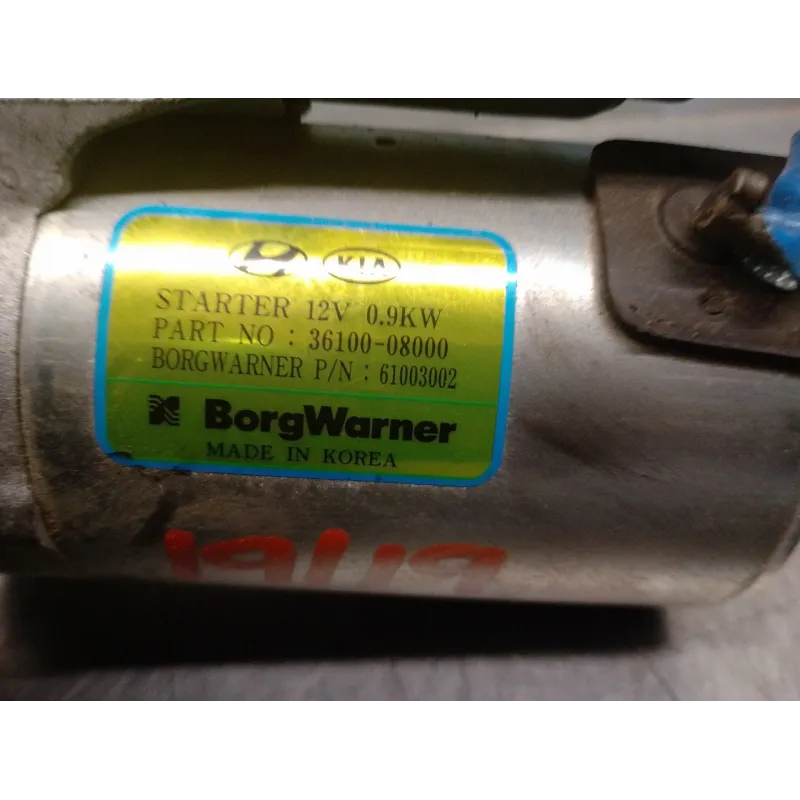 KIA
STARTER 12V 0.9KW
PART NO : 36100-08000
BORGWARNER P/N : 61003002
BorgWarner
MADE IN KOREA